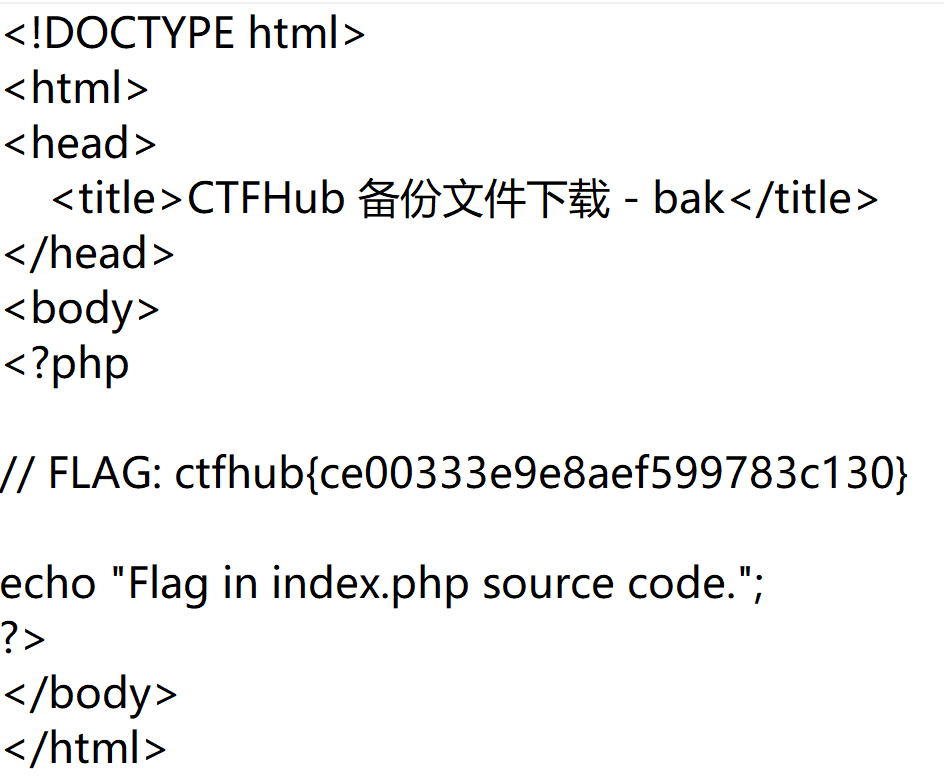 <!DOCTYPE html>
<html>
<head>
    <title>CTFHub 备份文件下载 - bak</title>
</head>
<body>
<?php

// FLAG: ctfhub{ce00333e9e8aef599783c130}

echo "Flag in index.php source code.";
?>
</body>
</html>